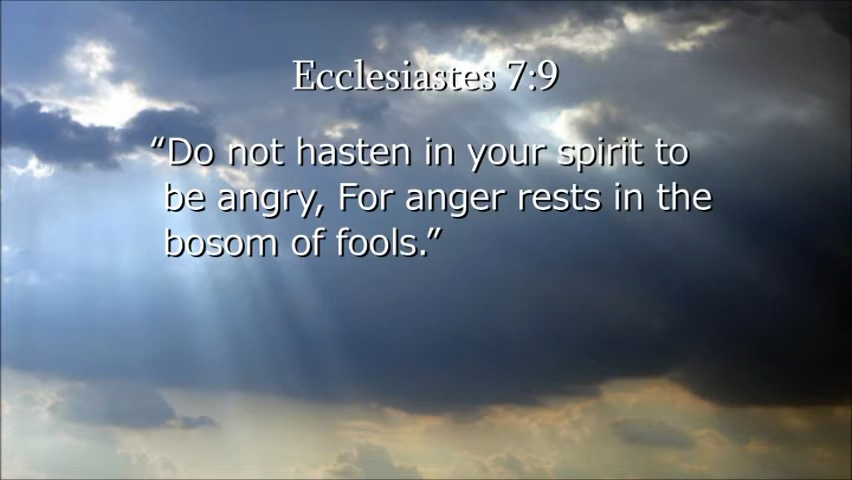 Ecclesiastes 7:9
“Do not hasten in your spirit to
be angry, For anger rests in the
bosom of fools.”